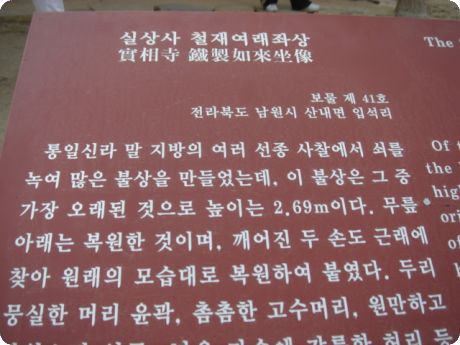 실상사 철재여래좌상
實相寺 鐵製如來坐像
보물 제 41호
전라북도 남원시 산내면 입석리
통일신라 말 지방의 여러 선종 사찰에서 쇠를
녹여 많은 불상을 만들었는데, 이 불상은 그 중
가장 오래된 것으로 높이는 2.69m이다. 무릎
아래는 복원한 것이며, 깨어진 두 손도 근래에
찾아 원래의 모습대로 복원하여 붙였다. 두리
뭉실한 머리 윤곽, 촘촘한 고수머리, 원만하고
The
Of
the
high
ori
of